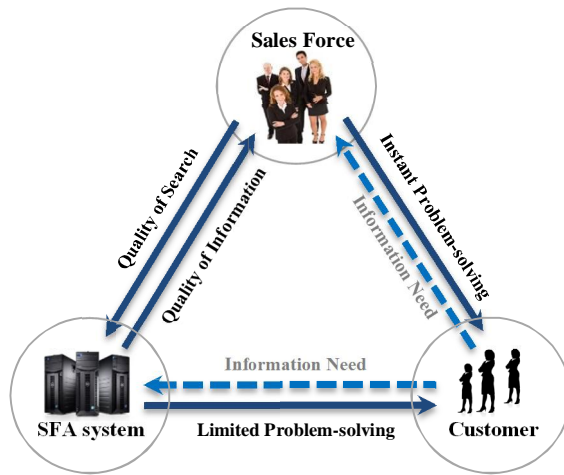 Sales Force
Quality of Search
Quality of Information
Instant Problem-solving
Information Need
Information Need
SFA system
Limited Problem-solving
Customer